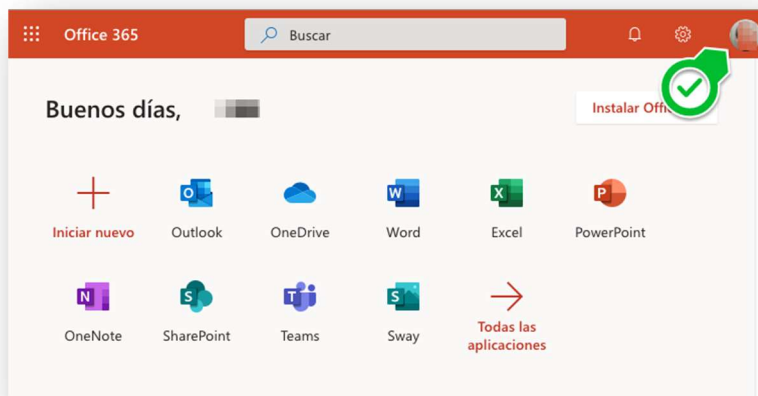 Office 365
Buscar
Buenos días,
Instalar Offi
Iniciar nuevo
Outlook
OneDrive
Word
Excel
PowerPoint
OneNote
SharePoint
Teams
Sway
Todas las
aplicaciones